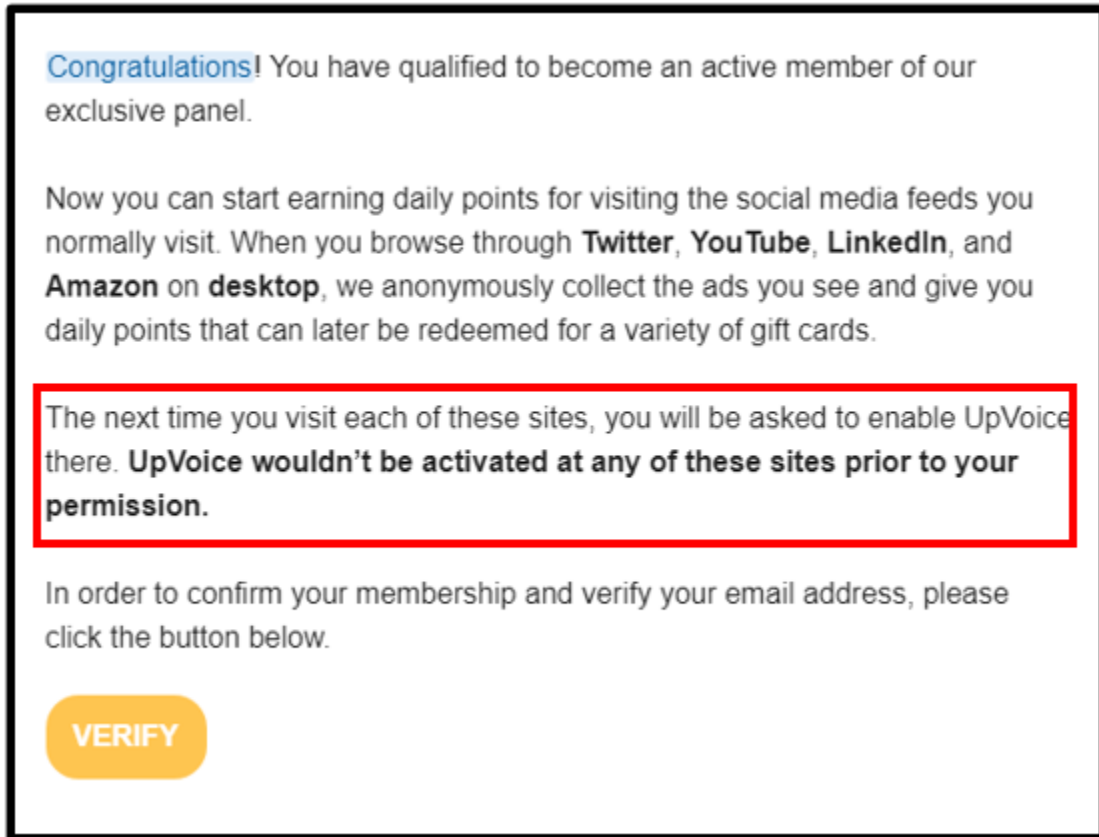 Congratulations! You have qualified to become an active member of our
exclusive panel.
Now you can start earning daily points for visiting the social media feeds you
normally visit. When you browse through Twitter, YouTube, LinkedIn, and
Amazon on desktop, we anonymously collect the ads you see and give you
daily points that can later be redeemed for a variety of gift cards.
The next time you visit each of these sites, you will be asked to enable UpVoice
there. UpVoice wouldn't be activated at any of these sites prior to your
permission.
In order to confirm your membership and verify your email address, please
click the button below.
VERIFY